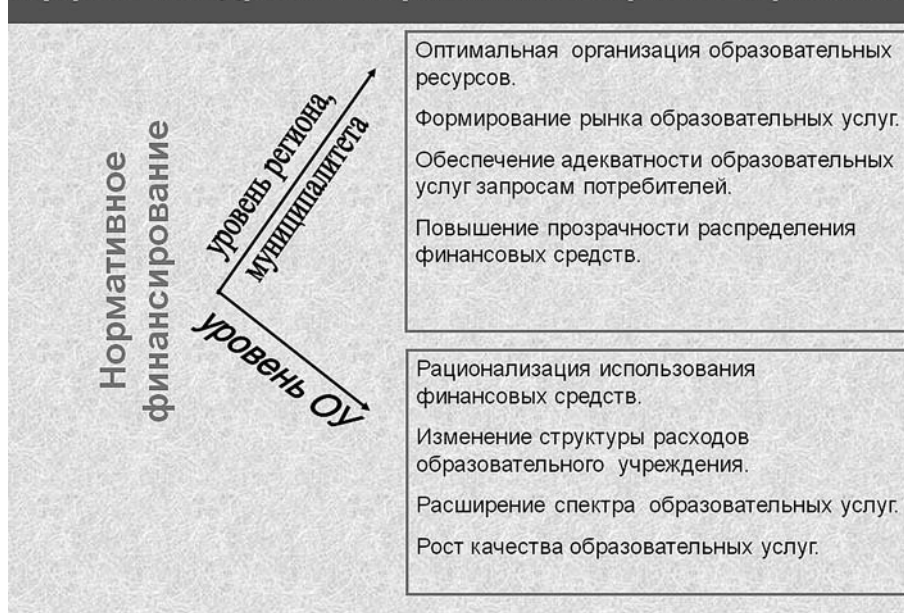 Нормативное
финансирование
уровень региона,
муниципалитета
Оптимальная организация образовательных
ресурсов.
Формирование рынка образовательных услуг.
Обеспечение адекватности образовательных
услуг запросам потребителей.
Повышение прозрачности распределения
финансовых средств.
уровень ОУ
Рационализация использования
финансовых средств.
Изменение структуры расходов
образовательного учреждения.
Расширение спектра образовательных услуг.
Рост качества образовательных услуг.